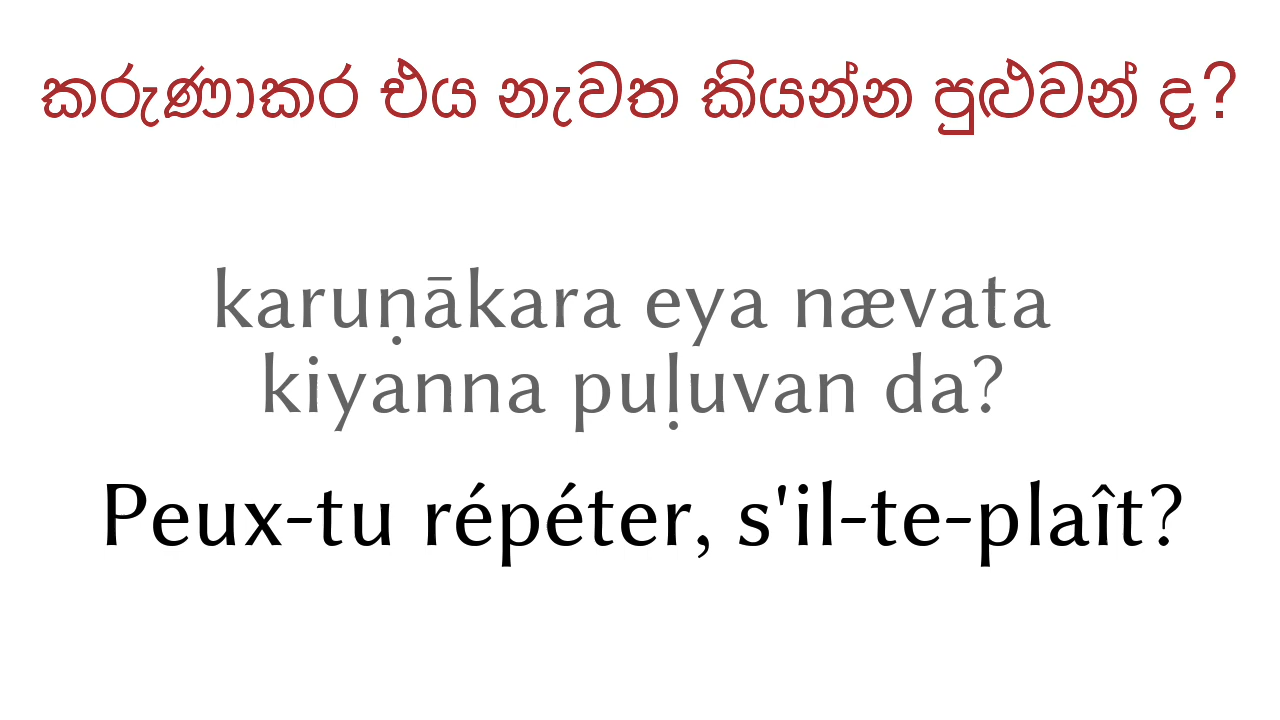 කරුණාකර එය නැවත කියන්න පුළුවන් ද?
karuṇākara eya nævata
kiyanna puḷuvan da?
Peux-tu répéter, s'il-te-plaît?